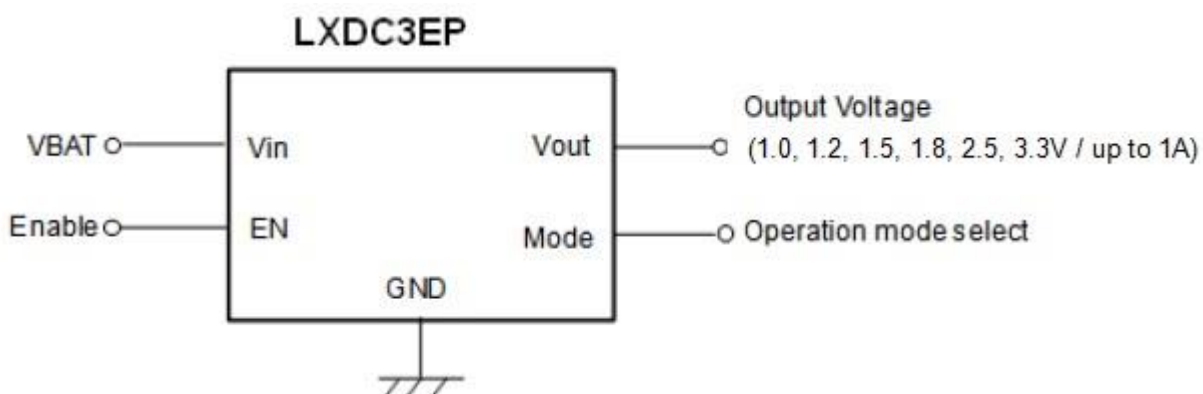 LXDC3EP
VBAT
Vin
Vout
Output Voltage
(1.0, 1.2, 1.5, 1.8, 2.5, 3.3V / up to 1A)
Enable
EN
Mode
Operation mode select
GND